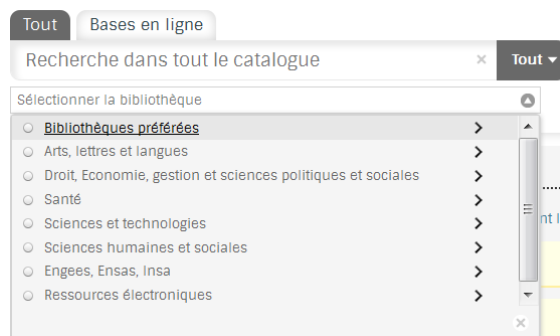 Tout Bases en ligne
Recherche dans tout le catalogue × Tout
Sélectionner la bibliothèque
Bibliothèques préférées
Arts, lettres et langues
Droit, Economie, gestion et sciences politiques et sociales
Santé
Sciences et technologies
Sciences humaines et sociales
Engees, Ensas, Insa
Ressources électroniques